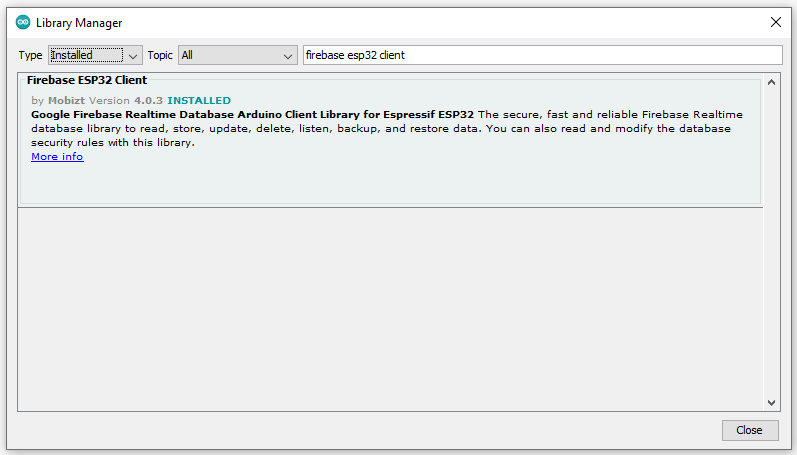 Library Manager
Type Installed Topic All firebase esp32 client
Firebase ESP32 Client
by Mobizt Version 4.0.3 INSTALLED
Google Firebase Realtime Database Arduino Client Library for Espressif ESP32 The secure, fast and reliable Firebase Realtime
database library to read, store, update, delete, listen, backup, and restore data. You can also read and modify the database
security rules with this library.
More info
Close